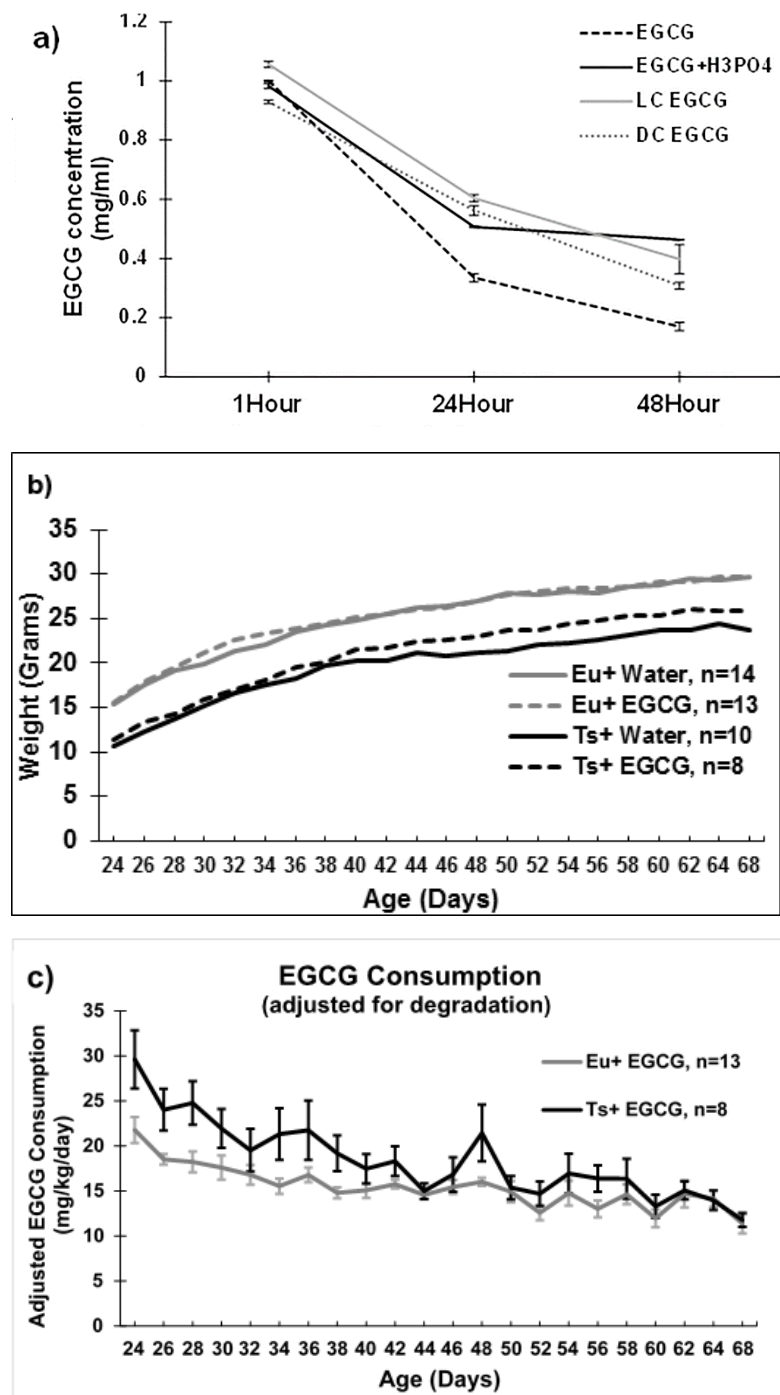 a)
1.2
1
0.8
0.6
0.4
0.2
0
EGCG concentration
(mg/ml)
EGCG
EGCG+H3PO4
LC EGCG
DC EGCG
1Hour 24Hour 48Hour
b)
35
30
25
20
15
10
5
0
Weight (Grams)
Eu+ Water, n=14
Eu+ EGCG, n=13
Ts+ Water, n=10
Ts+ EGCG, n=8
24 26 28 30 32 34 36 38 40 42 44 46 48 50 52 54 56 58 60 62 64 68
Age (Days)
c)
EGCG Consumption
(adjusted for degradation)
35
30
25
20
15
10
5
0
Adjusted EGCG Consumption
(mg/kg/day)
Eu+ EGCG, n=13
Ts+ EGCG, n=8
24 26 28 30 32 34 36 38 40 42 44 46 48 50 52 54 56 58 60 62 64 68
Age (Days)